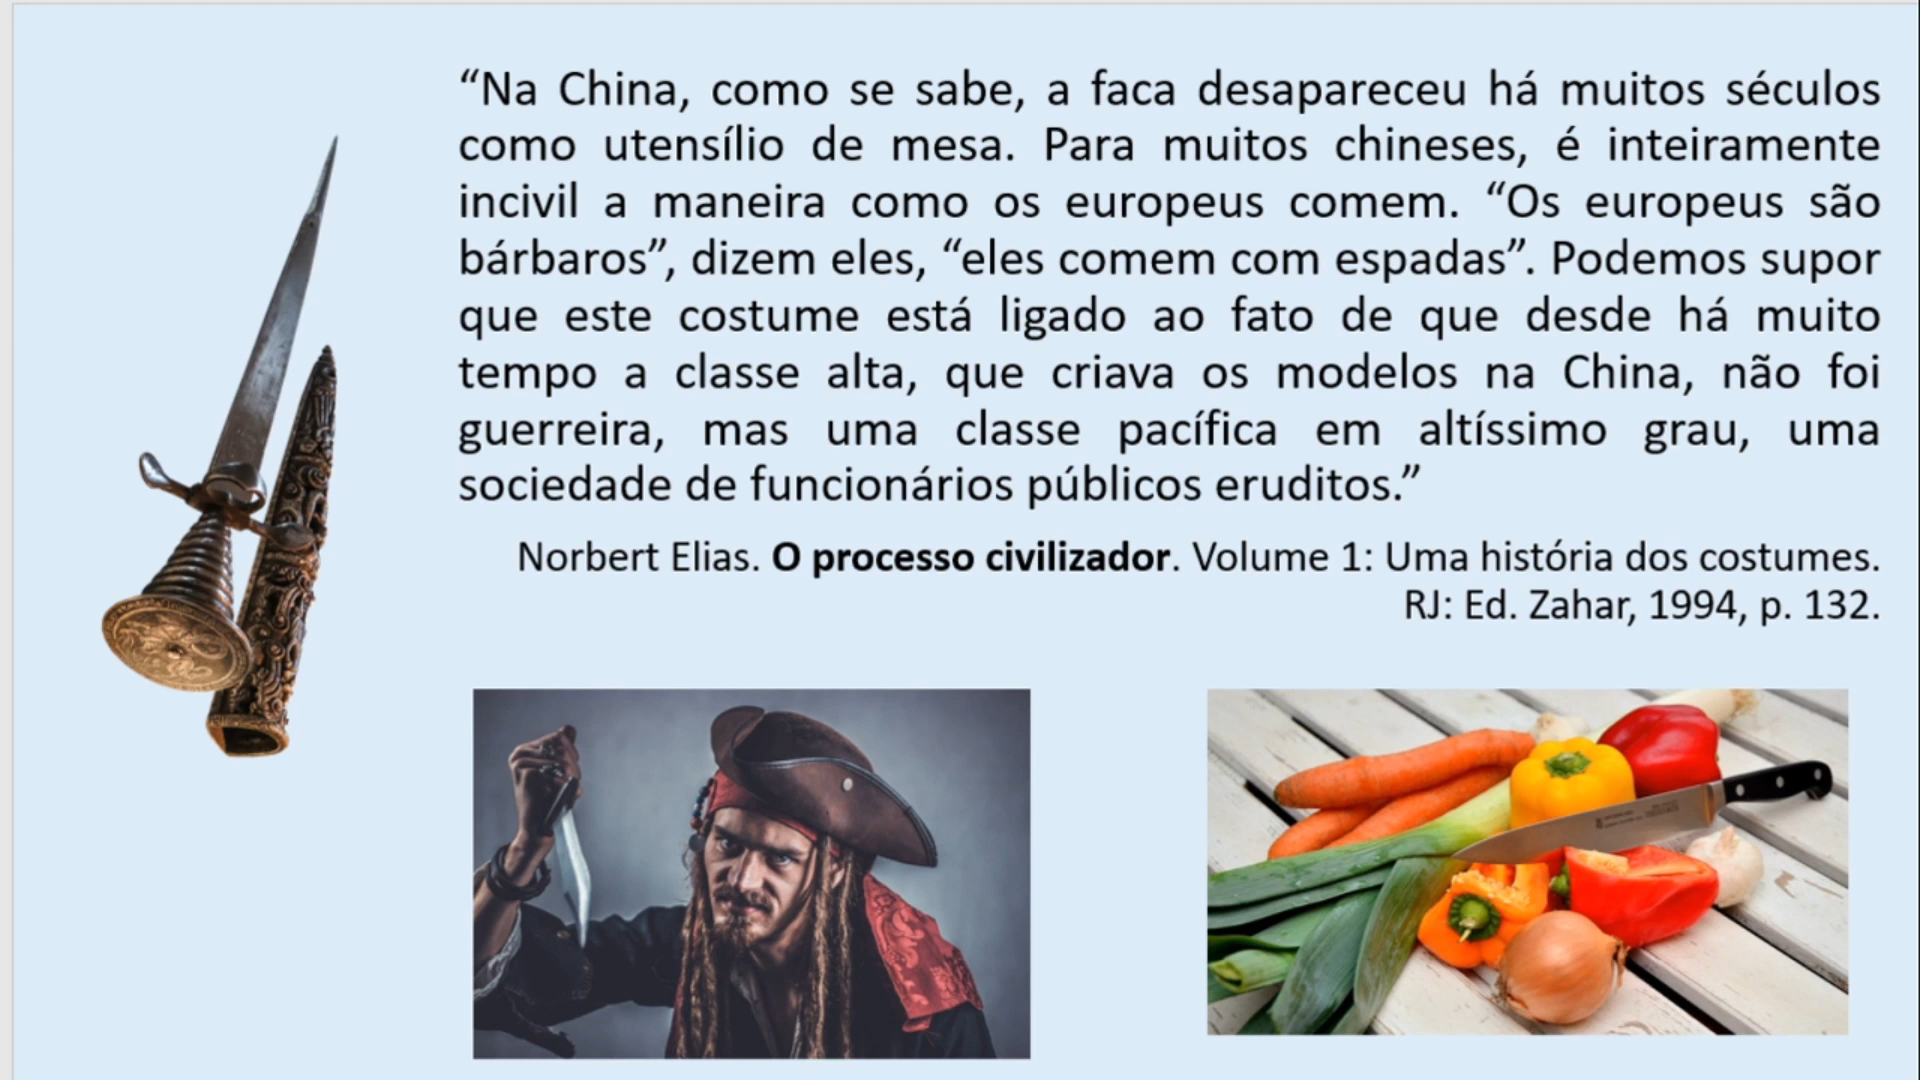 “Na China, como se sabe, a faca desapareceu há muitos séculos
como utensílio de mesa. Para muitos chineses, é inteiramente
incivil a maneira como os europeus comem. “Os europeus são
bárbaros”, dizem eles, “eles comem com espadas”. Podemos supor
que este costume está ligado ao fato de que desde há muito
tempo a classe alta, que criava os modelos na China, não foi
guerreira, mas uma classe pacífica em altíssimo grau, uma
sociedade de funcionários públicos eruditos.”
Norbert Elias. O processo civilizador. Volume 1: Uma história dos costumes.
RJ: Ed. Zahar, 1994, p. 132.